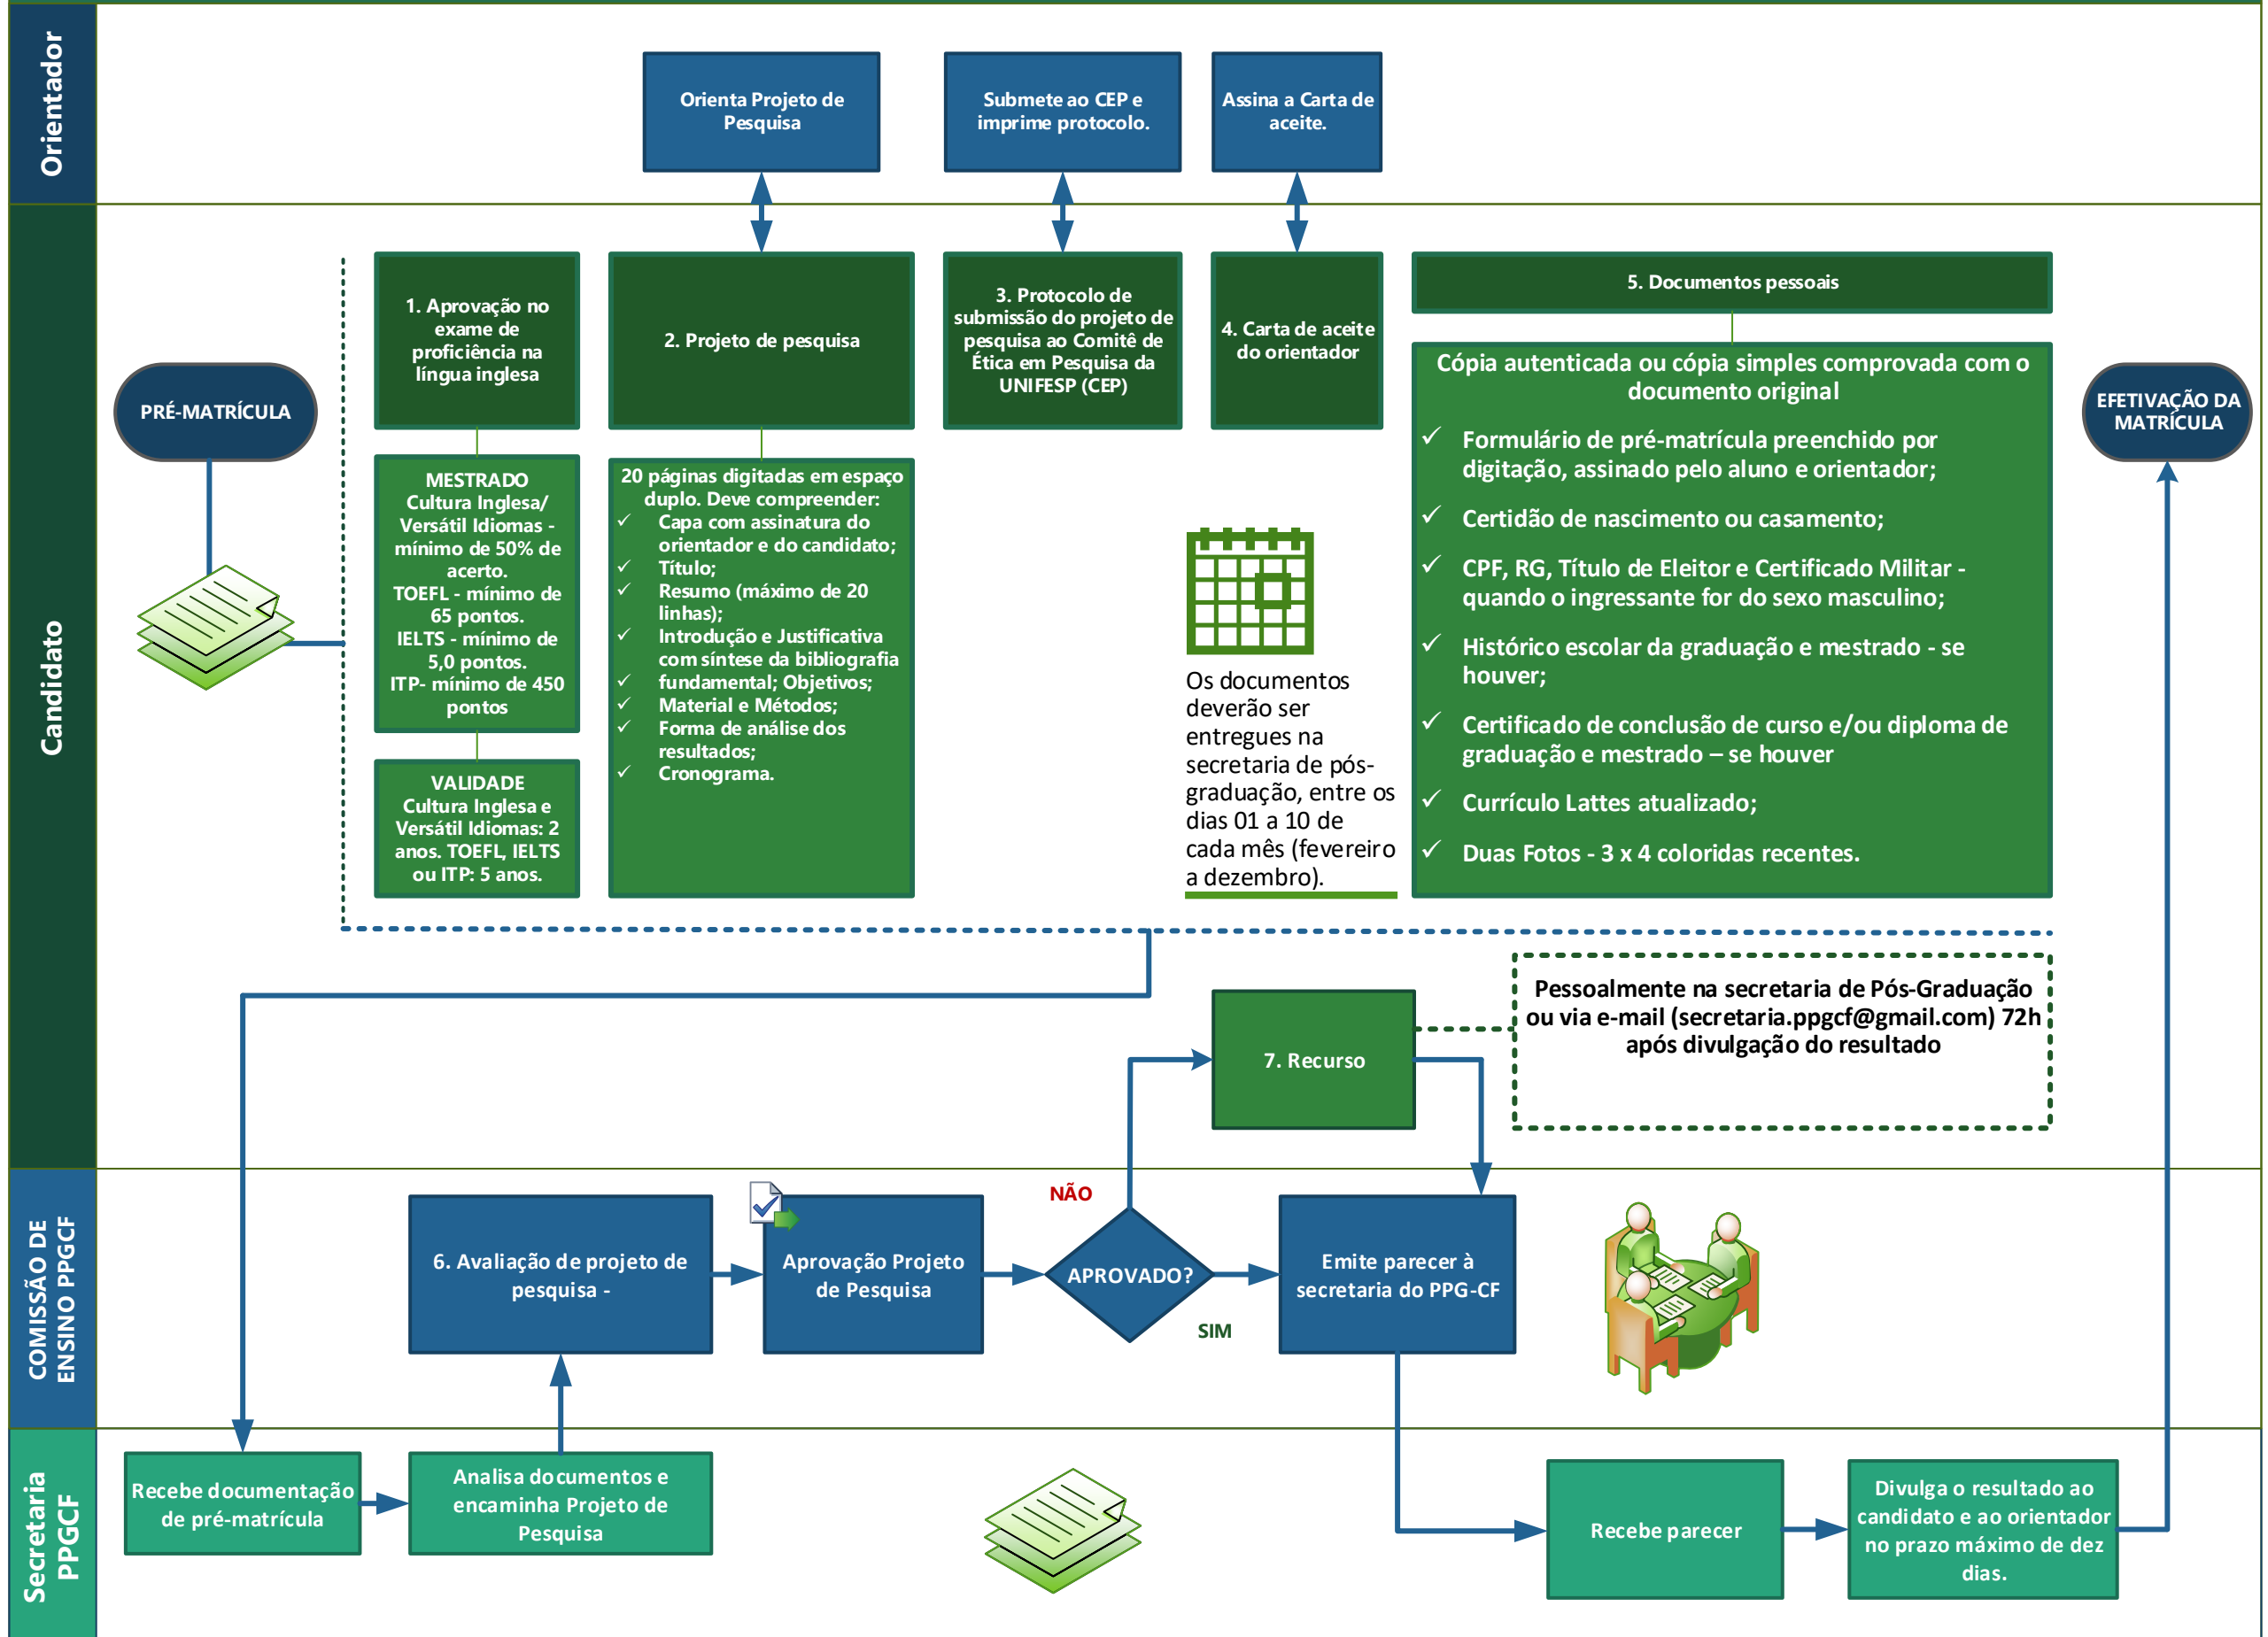 Orientador
Orienta Projeto de
Pesquisa
Submete ao CEP e
imprime protocolo.
Assina a Carta de
aceite.
Candidato
PRÉ-MATRÍCULA
1. Aprovação no
exame de
proficiência na
língua inglesa
MESTRADO
Cultura Inglesa/
Versátil Idiomas -
mínimo de 50% de
acerto.
TOEFL - mínimo de
65 pontos.
IELTS - mínimo de
5,0 pontos.
ITP- mínimo de 450
pontos
VALIDADE
Cultura Inglesa e
Versátil Idiomas: 2
anos. TOEFL, IELTS
ou ITP: 5 anos.
2. Projeto de pesquisa
20 páginas digitadas em espaço
duplo. Deve compreender:
✓ Capa com assinatura do
orientador e do candidato;
✓ Título;
✓ Resumo (máximo de 20
linhas);
✓ Introdução e Justificativa
com síntese da bibliografia
✓ fundamental; Objetivos;
✓ Material e Métodos;
✓ Forma de análise dos
resultados;
✓ Cronograma.
3. Protocolo de
submissão do projeto de
pesquisa ao Comitê de
Ética em Pesquisa da
UNIFESP (CEP)
4. Carta de aceite
do orientador
Os documentos
deverão ser
entregues na
secretaria de pós-
graduação, entre os
dias 01 a 10 de
cada mês (fevereiro
a dezembro).
5. Documentos pessoais
Cópia autenticada ou cópia simples comprovada com o
documento original
✓ Formulário de pré-matrícula preenchido por
digitação, assinado pelo aluno e orientador;
✓ Certidão de nascimento ou casamento;
✓ CPF, RG, Título de Eleitor e Certificado Militar -
quando o ingressante for do sexo masculino;
✓ Histórico escolar da graduação e mestrado - se
houver;
✓ Certificado de conclusão de curso e/ou diploma de
graduação e mestrado – se houver
✓ Currículo Lattes atualizado;
✓ Duas Fotos - 3 x 4 coloridas recentes.
EFETIVAÇÃO DA
MATRÍCULA
7. Recurso
Pessoalmente na secretaria de Pós-Graduação
ou via e-mail (secretaria.ppgcf@gmail.com) 72h
após divulgação do resultado
COMISSÃO DE
ENSINO PPGCF
6. Avaliação de projeto de
pesquisa -
Aprovação Projeto
de Pesquisa
NÃO
APROVADO?
SIM
Emite parecer à
secretaria do PPG-CF
Secretaria
PPGCF
Recebe documentação
de pré-matrícula
Analisa documentos e
encaminha Projeto de
Pesquisa
Recebe parecer
Divulga o resultado ao
candidato e ao orientador
no prazo máximo de dez
dias.